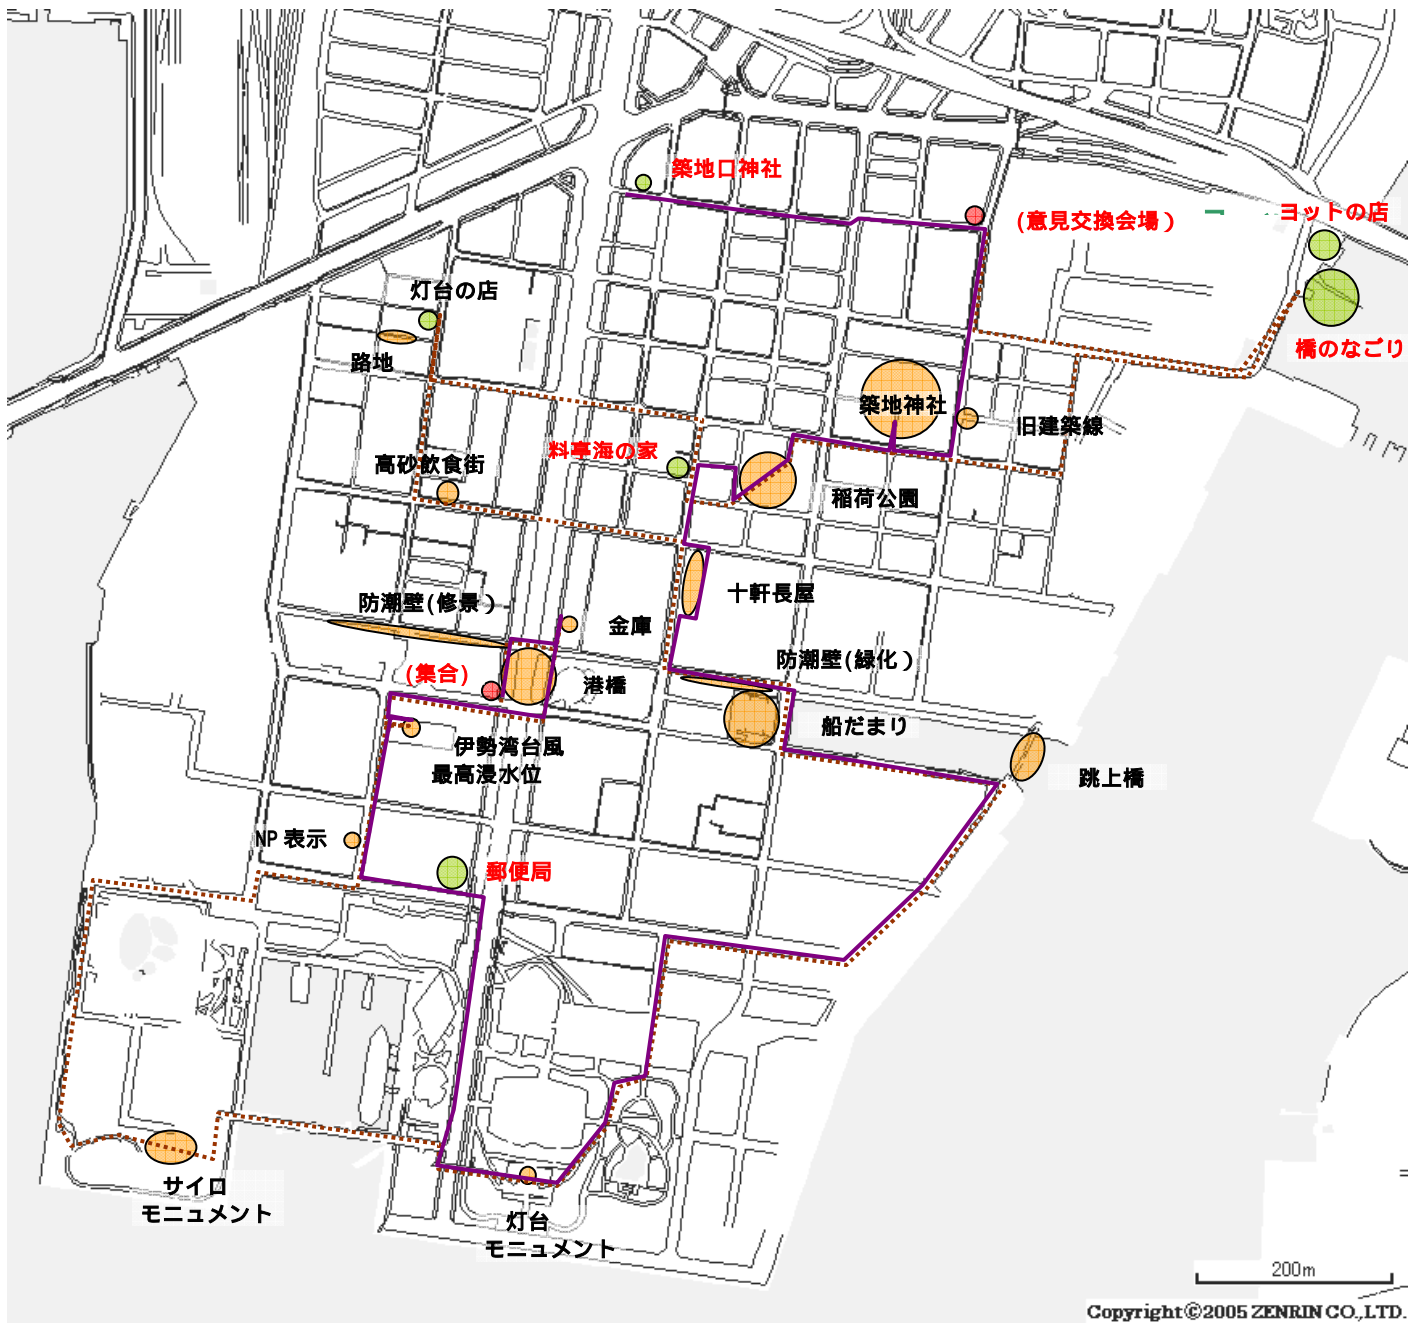 築地口神社
(意見交換会場)
ヨットの店
灯台の店
橋のなごり
路地
築地神社
旧建築線
料亭海の家
高砂飲食街
稲荷公園
十軒長屋
防潮壁(修景)
金庫
防潮壁(緑化)
(集合)
港橋
船だまり
伊勢湾台風
最高浸水位
跳上橋
NP 表示
郵便局
サイロ
モニュメント
灯台
モニュメント
200m
Copyright©2005 ZENRIN CO.,LTD.